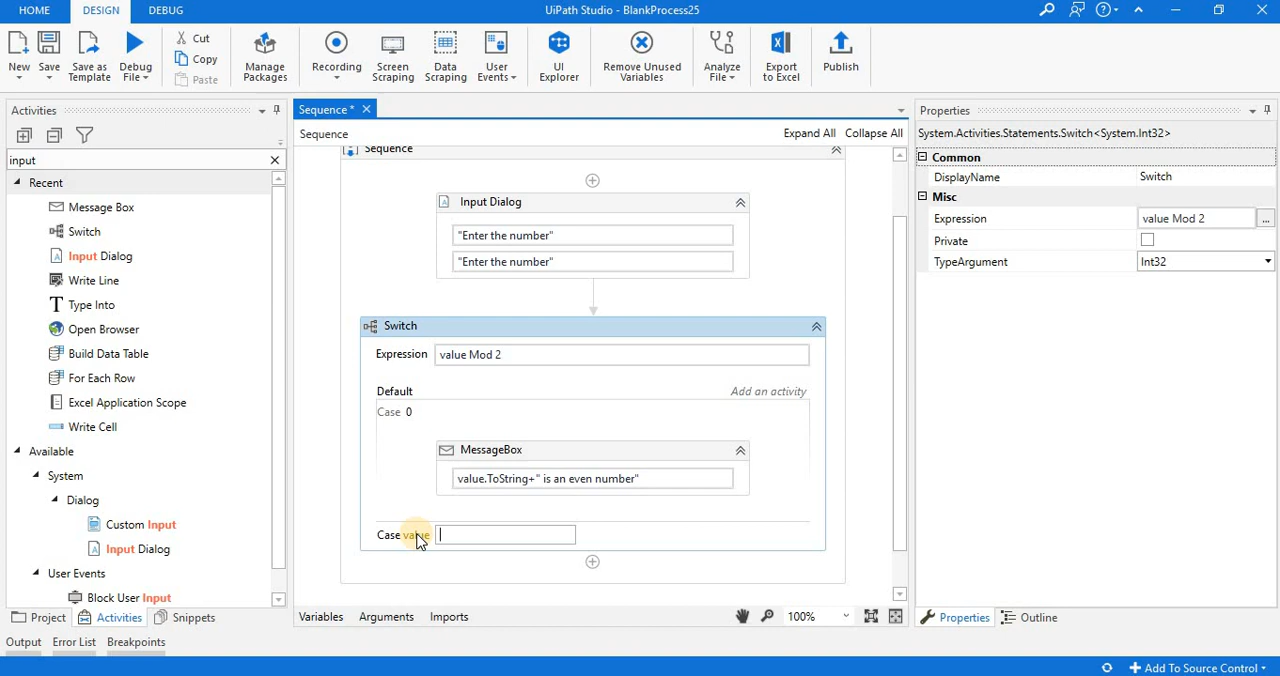 HOME DESIGN DEBUG UiPath Studio - BlankProcess25
New Save Save as Template Debug File Cut Copy Paste Manage Packages Recording Screen Scraping Data Scraping User Events UI Explorer Remove Unused Variables Analyze File Export to Excel Publish
Activities
input
Recent
Message Box
Switch
Input Dialog
Write Line
Type Into
Open Browser
Build Data Table
For Each Row
Excel Application Scope
Write Cell
Available
System
Dialog
Custom Input
Input Dialog
User Events
Block User Input
Project Activities Snippets
Sequence *
Sequence Expand All Collapse All
Sequence
Input Dialog
"Enter the number"
"Enter the number"
Switch
Expression value Mod 2
Default Add an activity
Case 0
MessageBox
value.ToString+" is an even number"
Case value
Variables Arguments Imports 100%
Properties
System.Activities.Statements.Switch<System.Int32>
Common
DisplayName Switch
Misc
Expression value Mod 2 ...
Private
TypeArgument Int32
Properties Outline
Output Error List Breakpoints
Add To Source Control